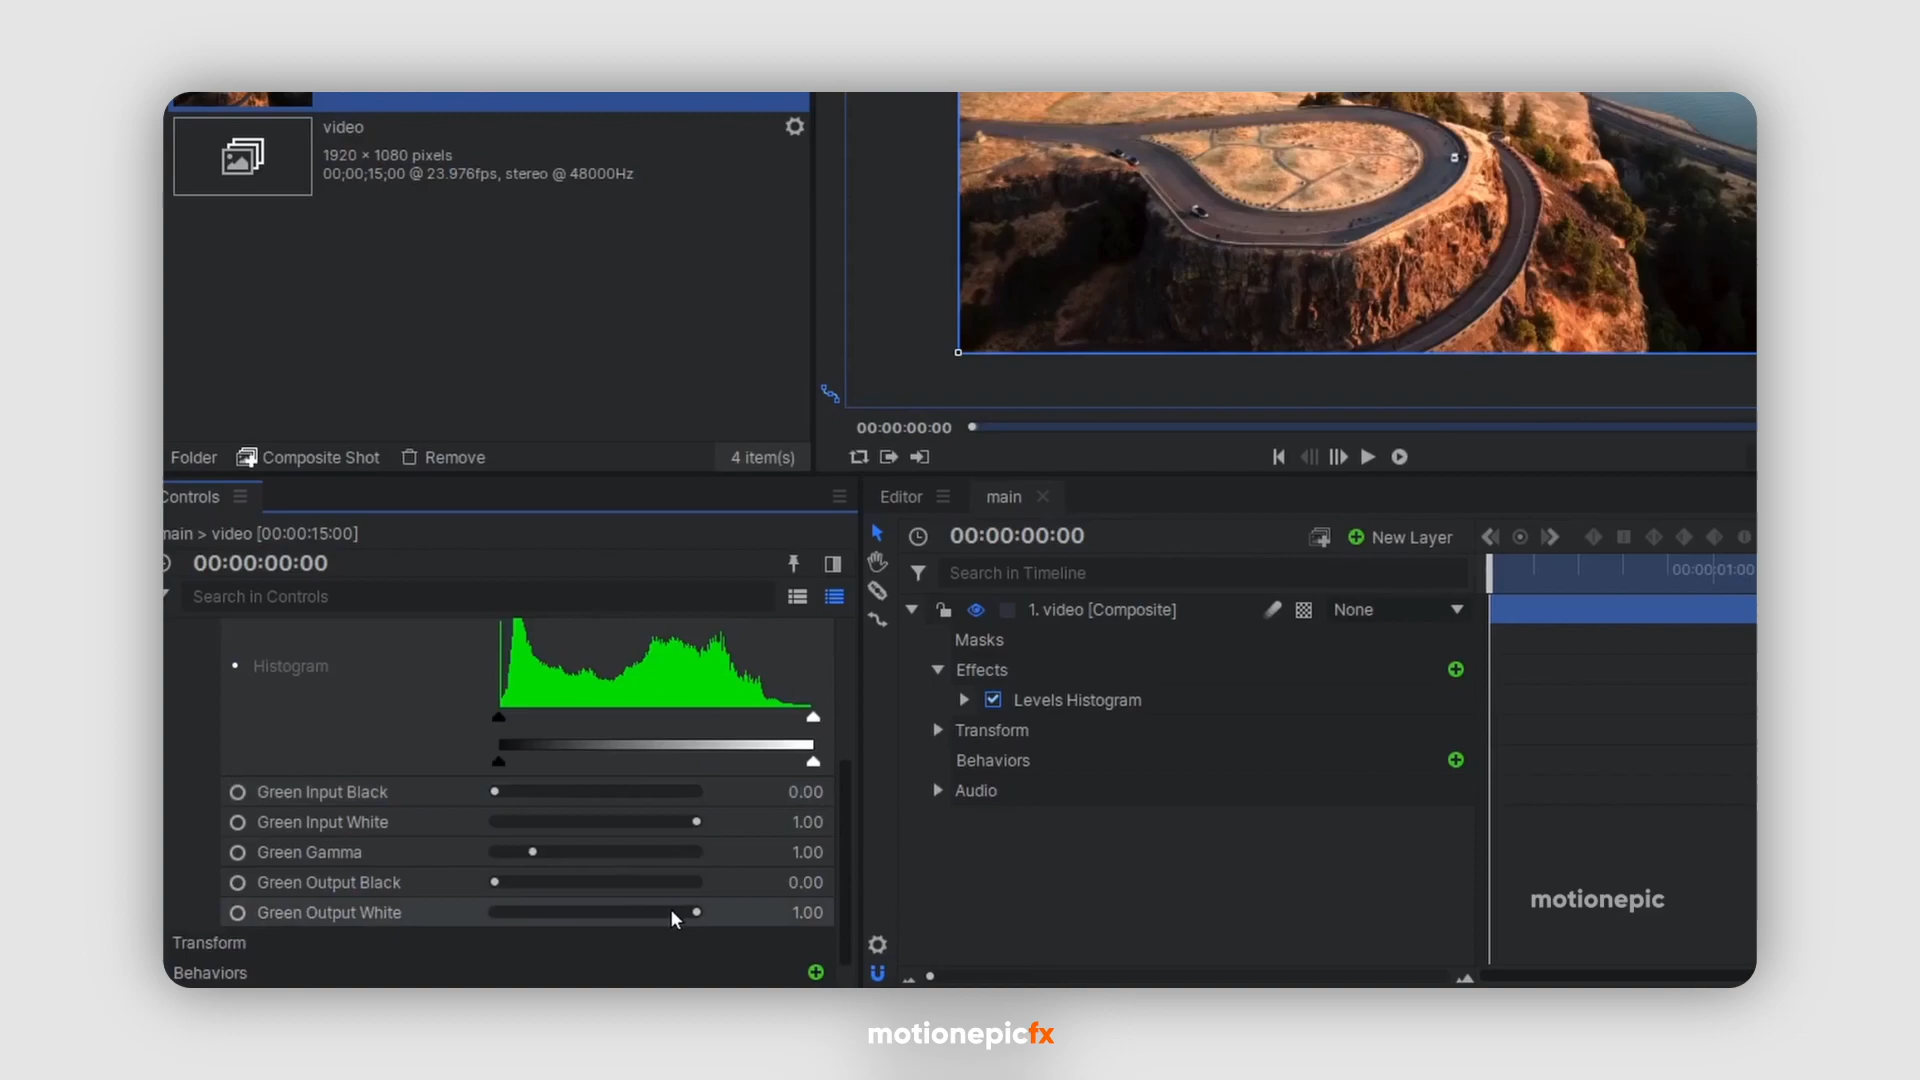 video
1920 × 1080 pixels
00;00;15;00 @ 23.976fps, stereo @ 48000Hz
Folder
Composite Shot
Remove
4 item(s)
00:00:00:00
Controls
nain > video [00:00:15:00]
00:00:00:00
Search in Controls
Histogram
Green Input Black 0.00
Green Input White 1.00
Green Gamma 1.00
Green Output Black 0.00
Green Output White 1.00
Transform
Behaviors
Editor
main
00:00:00:00
New Layer
Search in Timeline
00:00:01:00
1. video [Composite]
None
Masks
Effects
Levels Histogram
Transform
Behaviors
Audio
motionepic
motionepicfx